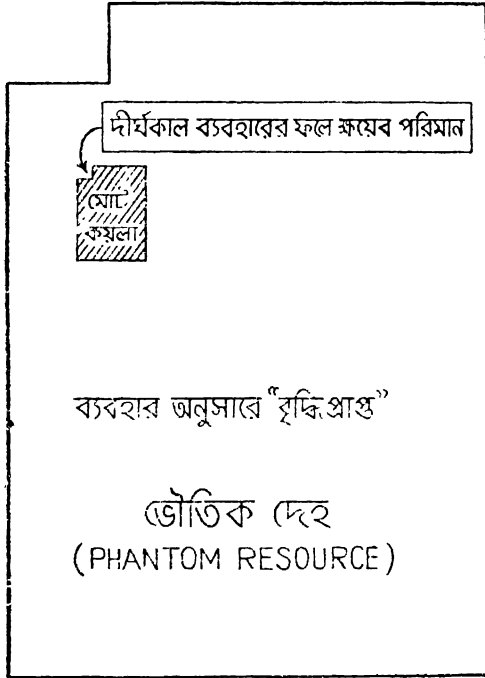 দীর্ঘকাল ব্যবহারের ফলে ক্ষয়ের পরিমান
মোট
কয়লা
ব্যবহার অনুসারে "বৃদ্ধিপ্রাপ্ত"
ভৌতিক দেহ
(PHANTOM RESOURCE)